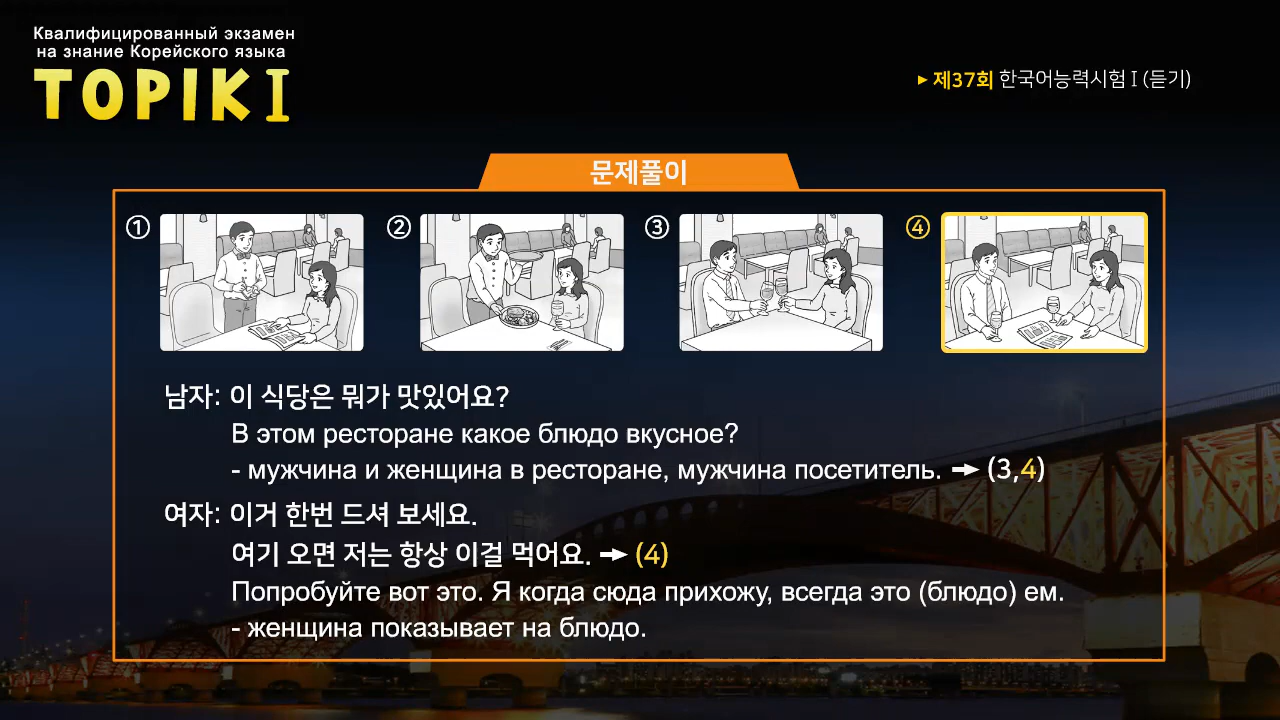 Квалифицированный экзамен
на знание Корейского языка
TOPIK I
▸ 제37회 한국어능력시험 I (듣기)
문제풀이
① ② ③ ④
남자: 이 식당은 뭐가 맛있어요?
В этом ресторане какое блюдо вкусное?
- мужчина и женщина в ресторане, мужчина посетитель. ➞ (3,4)
여자: 이거 한번 드셔 보세요.
여기 오면 저는 항상 이걸 먹어요. ➞ (4)
Попробуйте вот это. Я когда сюда прихожу, всегда это (блюдо) ем.
- женщина показывает на блюдо.